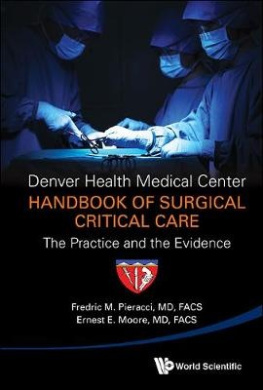 Denver Health Medical Center
HANDBOOK OF SURGICAL
CRITICAL CARE
The Practice and the Evidence
Fredric M. Pieracci, MD, FACS
Ernest E. Moore, MD, FACS
World Scientific